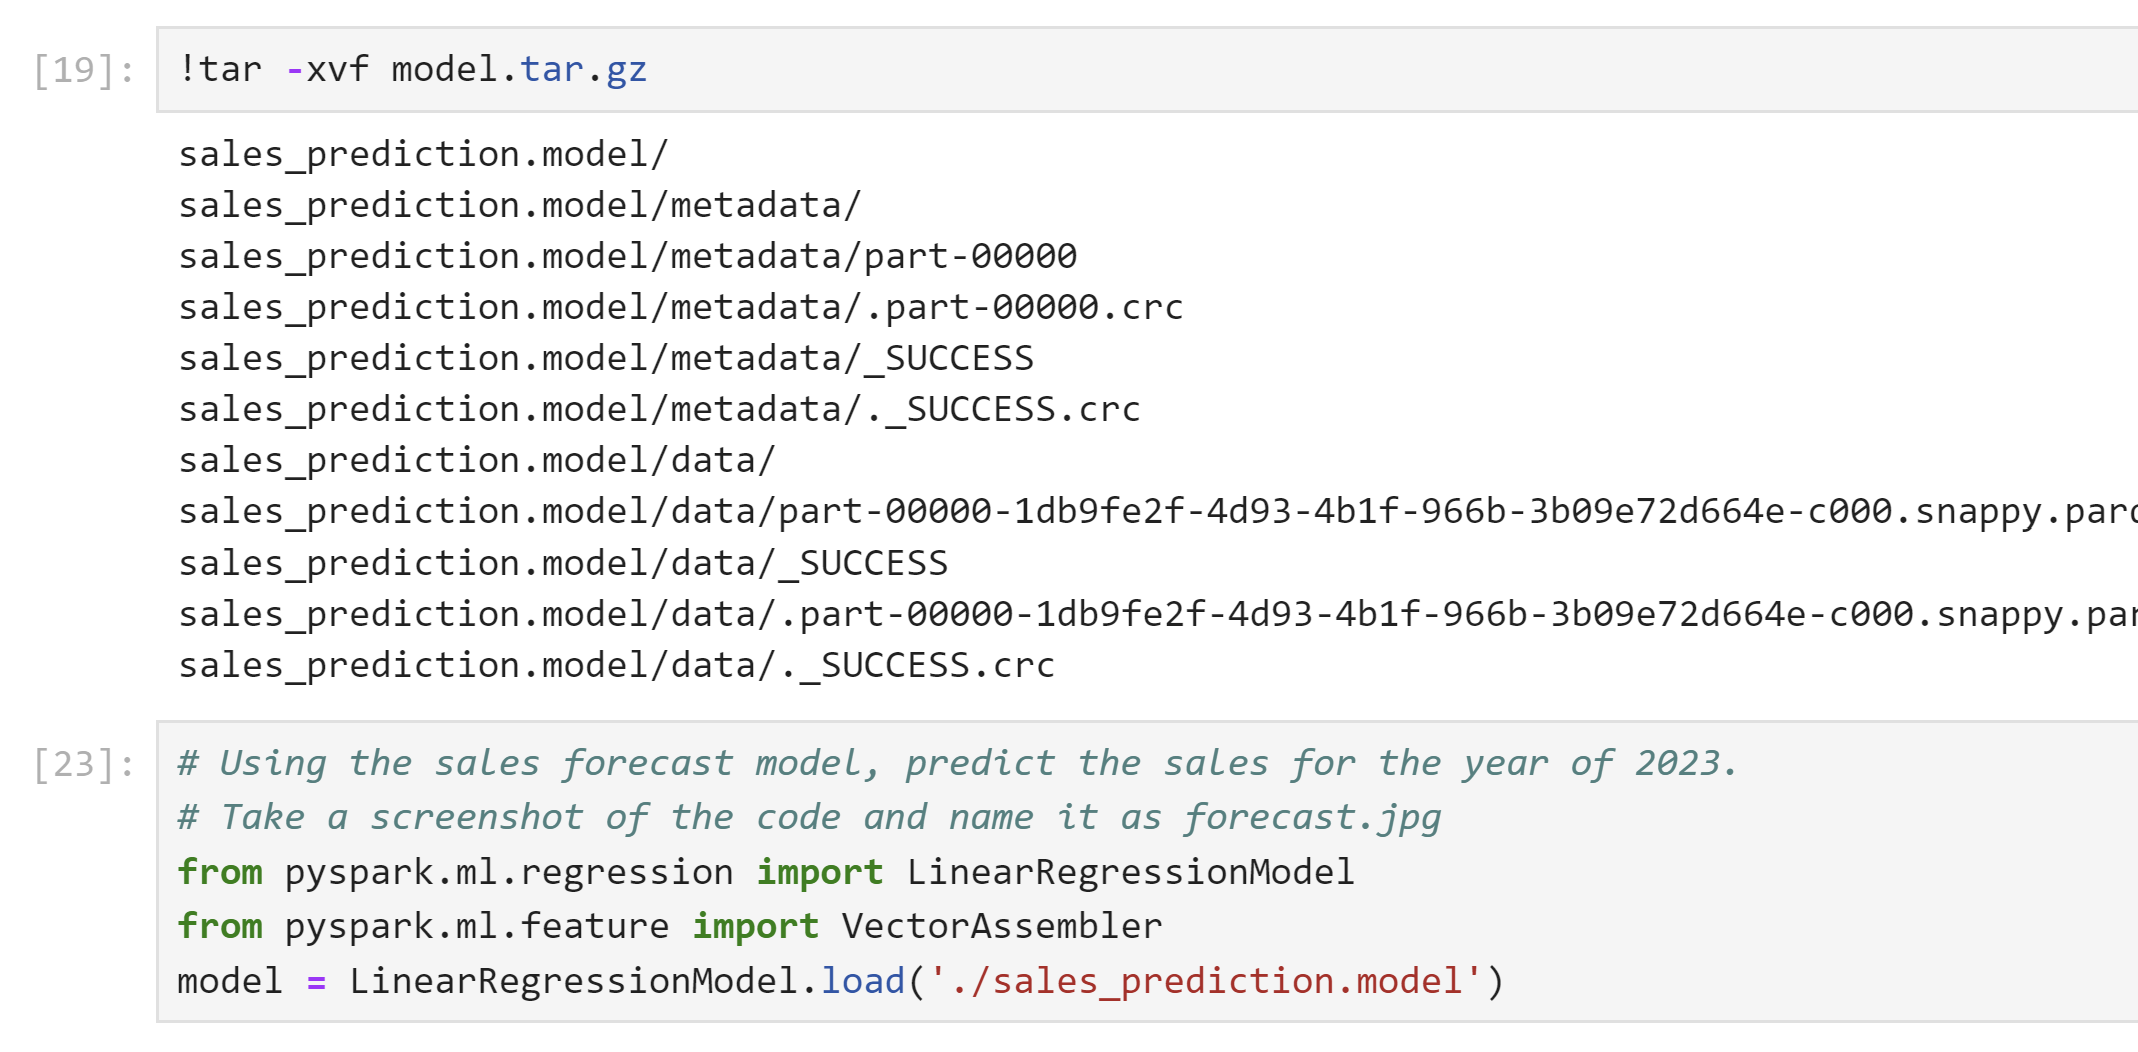 [19]: !tar -xvf model.tar.gz
sales_prediction.model/
sales_prediction.model/metadata/
sales_prediction.model/metadata/part-00000
sales_prediction.model/metadata/.part-00000.crc
sales_prediction.model/metadata/_SUCCESS
sales_prediction.model/metadata/._SUCCESS.crc
sales_prediction.model/data/
sales_prediction.model/data/part-00000-1db9fe2f-4d93-4b1f-966b-3b09e72d664e-c000.snappy.parq
sales_prediction.model/data/_SUCCESS
sales_prediction.model/data/.part-00000-1db9fe2f-4d93-4b1f-966b-3b09e72d664e-c000.snappy.par
sales_prediction.model/data/._SUCCESS.crc
[23]: # Using the sales forecast model, predict the sales for the year of 2023.
# Take a screenshot of the code and name it as forecast.jpg
from pyspark.ml.regression import LinearRegressionModel
from pyspark.ml.feature import VectorAssembler
model = LinearRegressionModel.load('./sales_prediction.model')